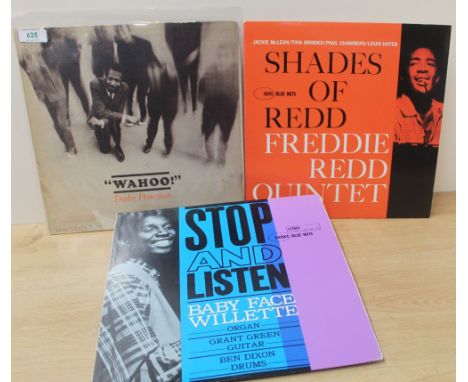 625
"WAHOO!"
Duke Pearson
JACKIE McLEAN/TINA BROOKS/PAUL CHAMBERS/LOUIS HAYES
SHADES
OF
REDD
FREDDIE
REDD
QUINTET
BLUE NOTE
STOP
AND
LISTEN
BABY FACE
WILLETTE
ORGAN
GRANT GREEN
GUITAR
BEN DIXON
DRUMS
BLUE NOTE